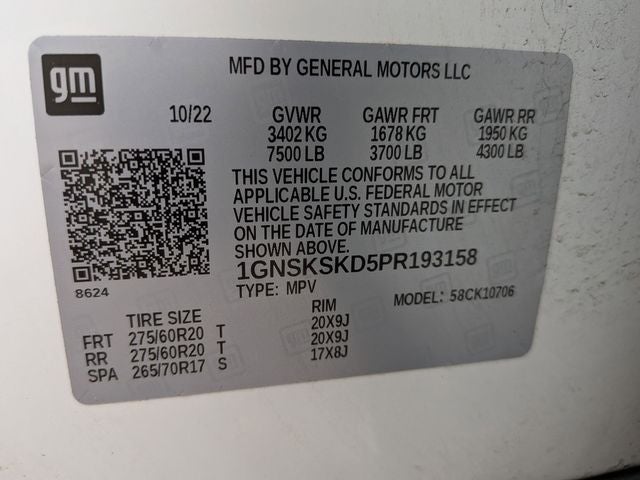 gm
MFD BY GENERAL MOTORS LLC
10/22 GVWR GAWR FRT GAWR RR
3402 KG 1678 KG 1950 KG
7500 LB 3700 LB 4300 LB
THIS VEHICLE CONFORMS TO ALL
APPLICABLE U.S. FEDERAL MOTOR
VEHICLE SAFETY STANDARDS IN EFFECT
ON THE DATE OF MANUFACTURE
SHOWN ABOVE.
1GNSKSKD5PR193158
8624
TYPE: MPV MODEL: 58CK10706
TIRE SIZE RIM
FRT 275/60R20 T 20X9J
RR 275/60R20 T 20X9J
SPA 265/70R17 S 17X8J